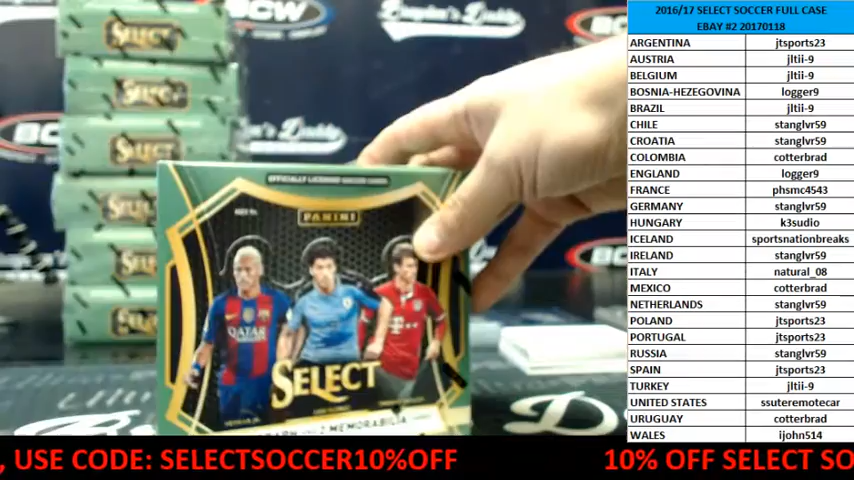 2016/17 SELECT SOCCER FULL CASE
EBAY #2 20170118
ARGENTINA jtsports23
AUSTRIA jltii-9
BELGIUM jltii-9
BOSNIA-HEZEGOVINA logger9
BRAZIL jltii-9
CHILE stanglvr59
CROATIA stanglvr59
COLOMBIA cotterbrad
ENGLAND logger9
FRANCE phsmc4543
GERMANY stanglvr59
HUNGARY k3sudio
ICELAND sportsnationbreaks
IRELAND stanglvr59
ITALY natural_08
MEXICO cotterbrad
NETHERLANDS stanglvr59
POLAND jtsports23
PORTUGAL jtsports23
RUSSIA stanglvr59
SPAIN jtsports23
TURKEY jltii-9
UNITED STATES ssuteremotecar
URUGUAY cotterbrad
WALES ijohn514
BCW
SELECT
SELECT
SELECT
BCW
OFFICIALLY LICENSED SOCCER CARDS
PANINI
QATAR
SELECT
MEMORABILIA
, USE CODE: SELECTSOCCER10%OFF
10% OFF SELECT SO